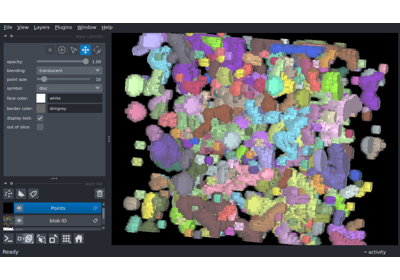 File View Layers Plugins Window Help
opacity: 1.00
blending: translucent
point size: 10
symbol: disc
face color: white
border color: dimgrey
display text:
out of slice:
Points
blob ID
Ready
activity